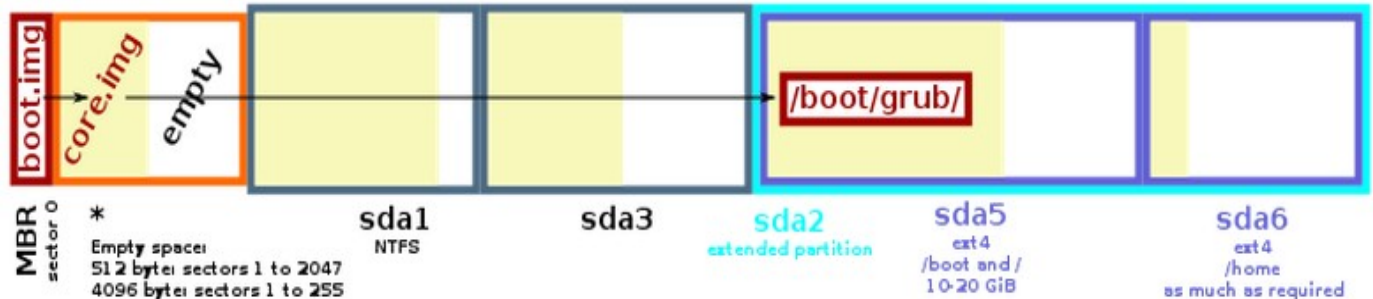 boot.img
core.img
empty
/boot/grub/
MBR
sector 0
*
Empty space:
512 byte: sectors 1 to 2047
4096 byte: sectors 1 to 255
sda1
NTFS
sda3
sda2
extended partition
sda5
ext4
/boot and /
10-20 GiB
sda6
ext4
/home
as much as required